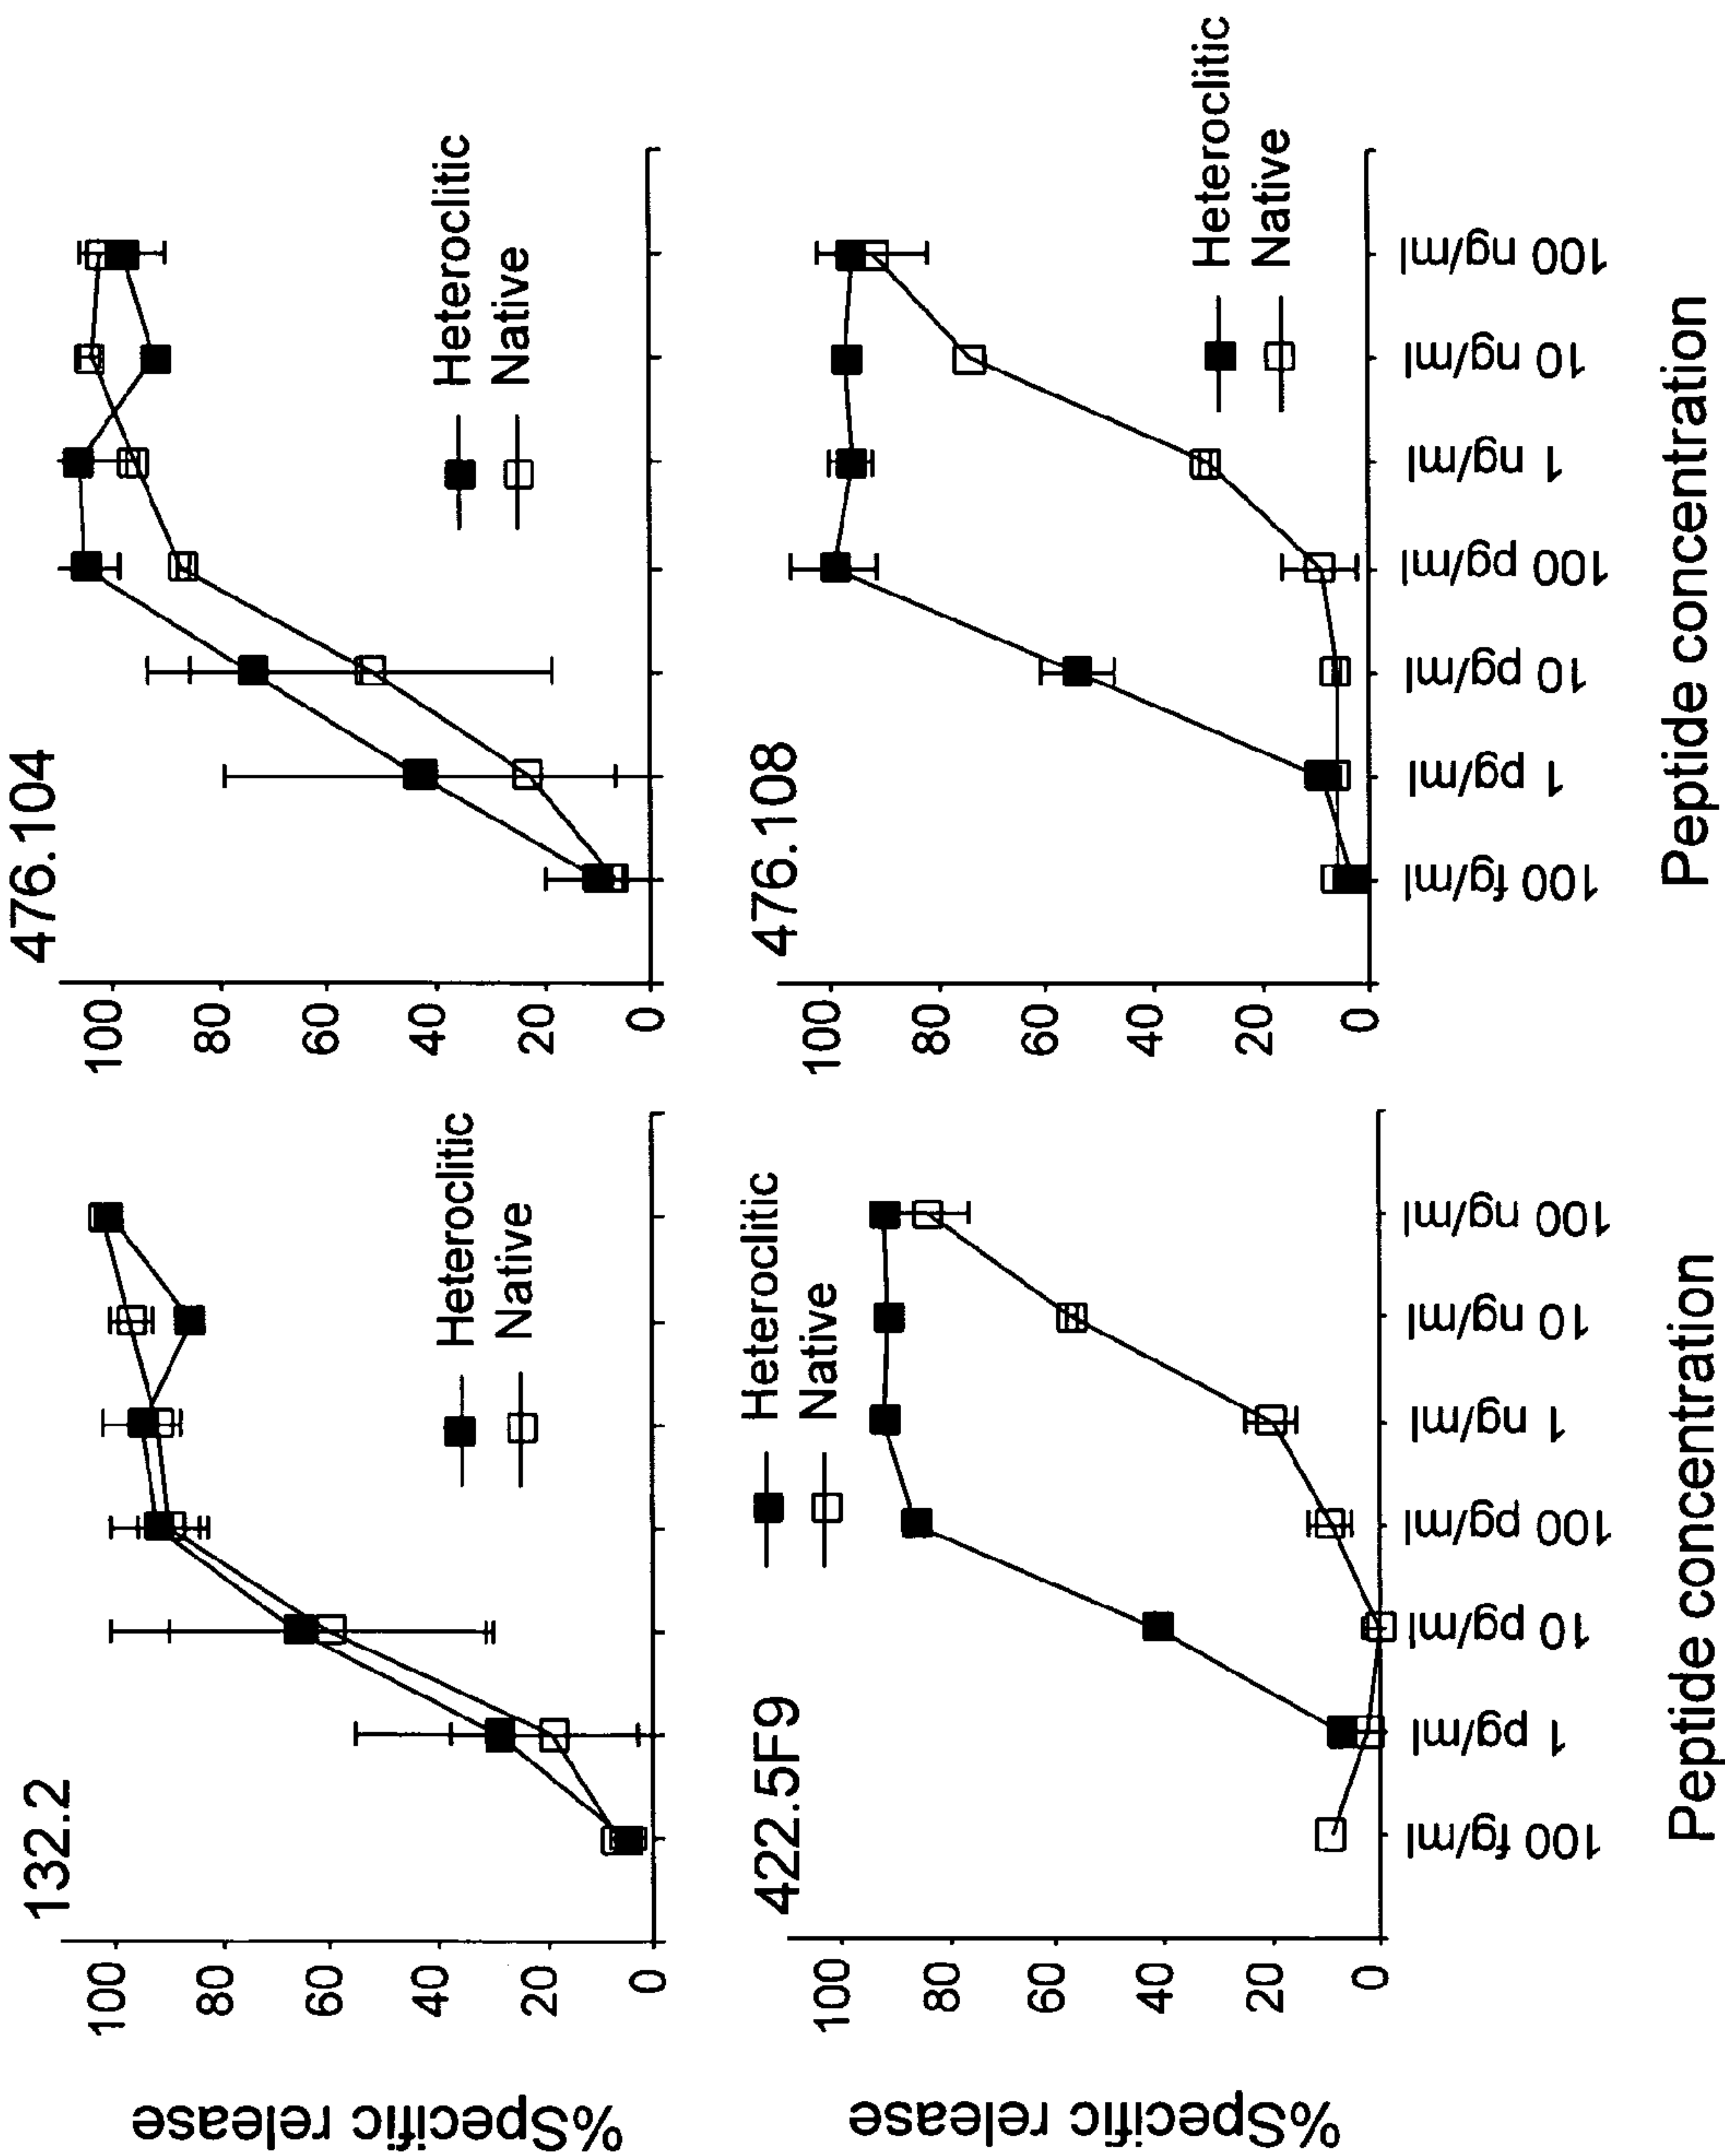 132.2
%Specific release
100
80
60
40
20
0
Heteroclitic
Native
476.104
100
80
60
40
20
0
Heteroclitic
Native
422.5F9
%Specific release
100
80
60
40
20
0
Heteroclitic
Native
100 fg/ml
1 pg/ml
10 pg/ml
100 pg/ml
1 ng/ml
10 ng/ml
100 ng/ml
Peptide concentration
476.108
100
80
60
40
20
0
Heteroclitic
Native
100 fg/ml
1 pg/ml
10 pg/ml
100 pg/ml
1 ng/ml
10 ng/ml
100 ng/ml
Peptide concentration